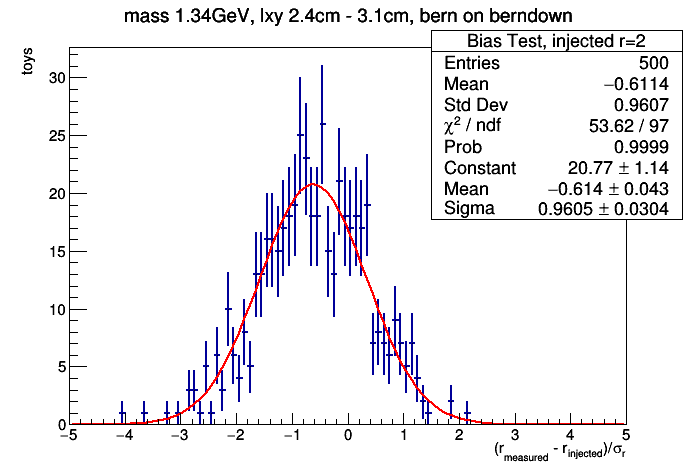 mass 1.34GeV, lxy 2.4cm - 3.1cm, bern on berndown
Bias Test, injected r=2
Entries 500
Mean −0.6114
Std Dev 0.9607
χ² / ndf 53.62 / 97
Prob 0.9999
Constant 20.77 ± 1.14
Mean −0.614 ± 0.043
Sigma 0.9605 ± 0.0304
toys
30
25
20
15
10
5
0
−5 −4 −3 −2 −1 0 1 2 3 4 5
(r_measured - r_injected)/σ_r